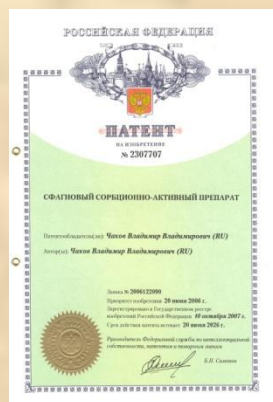 РОССИЙСКАЯ ФЕДЕРАЦИЯ
ПАТЕНТ
НА ИЗОБРЕТЕНИЕ
№ 2307707
СФАГНОВЫЙ СОРБЦИОННО-АКТИВНЫЙ ПРЕПАРАТ
Патентообладатель(ли): Чаков Владимир Владимирович (RU)
Автор(ы): Чаков Владимир Владимирович (RU)
Заявка № 2006122090
Приоритет изобретения 20 июня 2006 г.
Зарегистрировано в Государственном реестре
изобретений Российской Федерации 10 октября 2007 г.
Срок действия патента истекает 20 июня 2026 г.
Руководитель Федеральной службы по интеллектуальной
собственности, патентам и товарным знакам
Б.П. Симонов